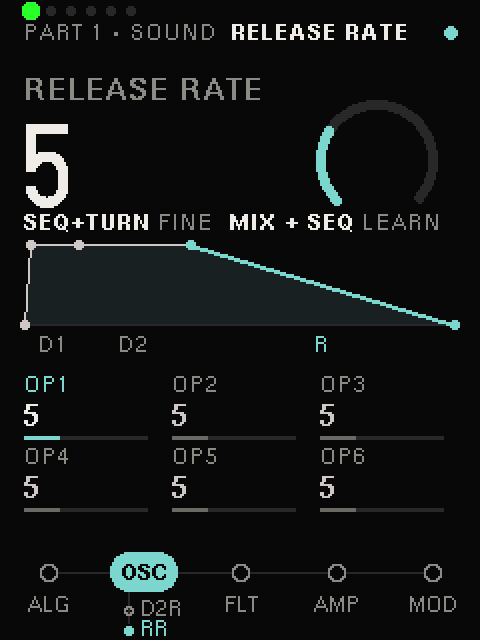 PART 1 · SOUND RELEASE RATE
RELEASE RATE
5
SEQ+TURN FINE MIX + SEQ LEARN
D1 D2 R
OP1 OP2 OP3
5 5 5
OP4 OP5 OP6
5 5 5
OSC
ALG FLT AMP MOD
D2R
RR